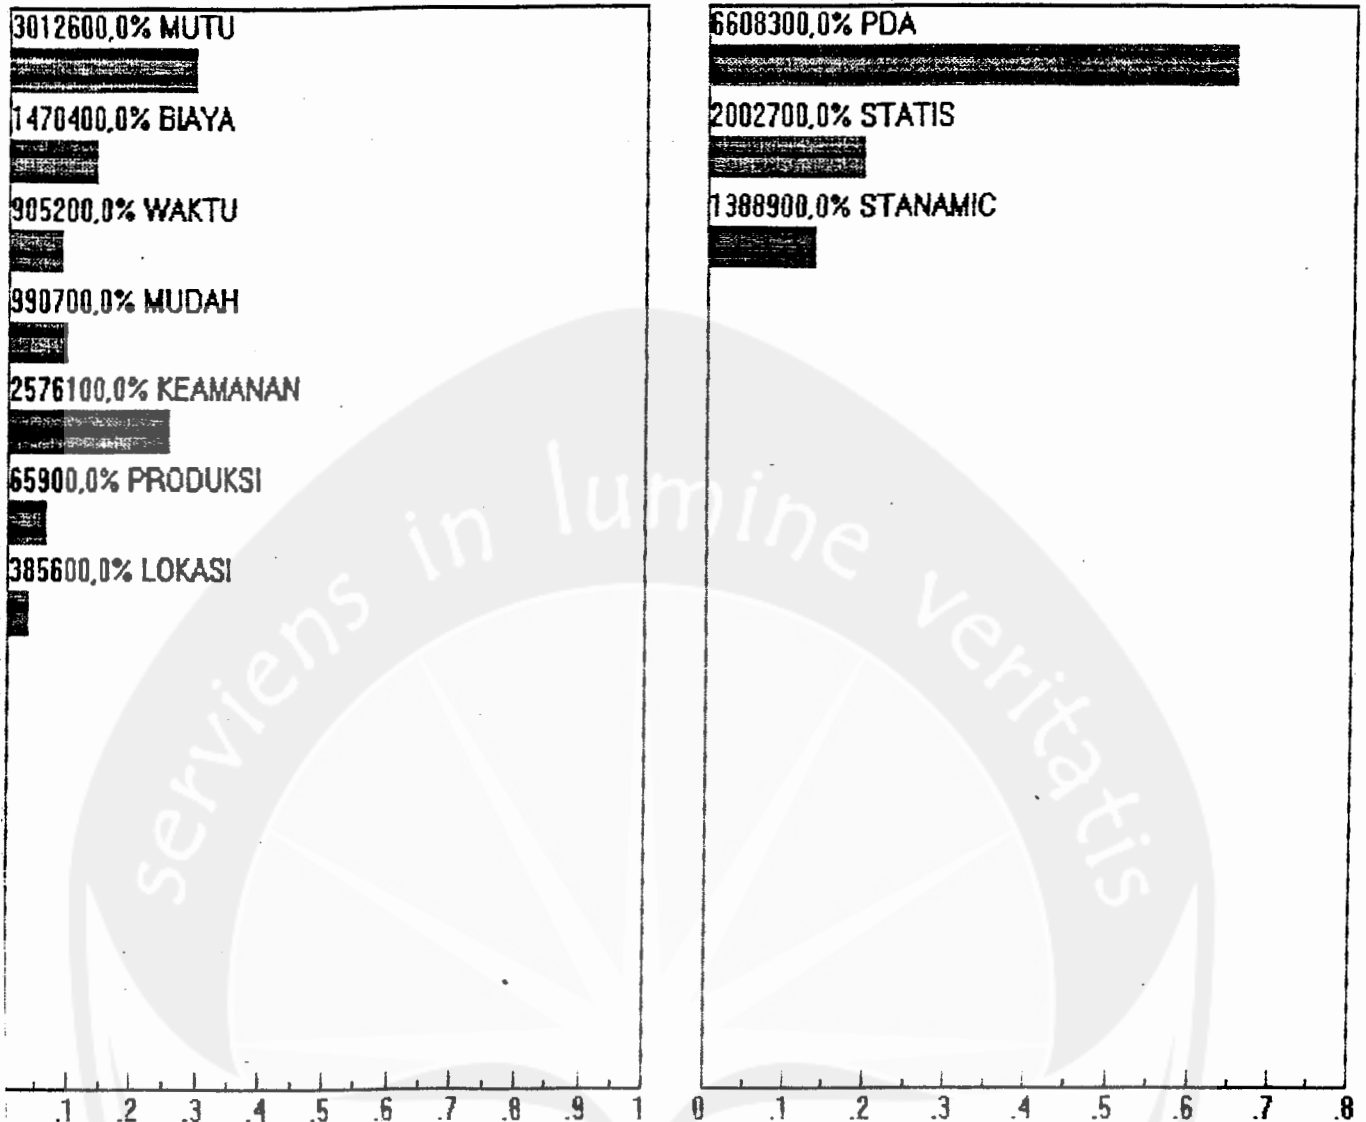 3012600,0% MUTU
1470400,0% BIAYA
905200,0% WAKTU
990700,0% MUDAH
2576100,0% KEAMANAN
65900,0% PRODUKSI
385600,0% LOKASI
.1 .2 .3 .4 .5 .6 .7 .8 .9 1
6608300,0% PDA
2002700,0% STATIS
1388900,0% STANAMIC
0 .1 .2 .3 .4 .5 .6 .7 .8
serviens in lumine veritatis